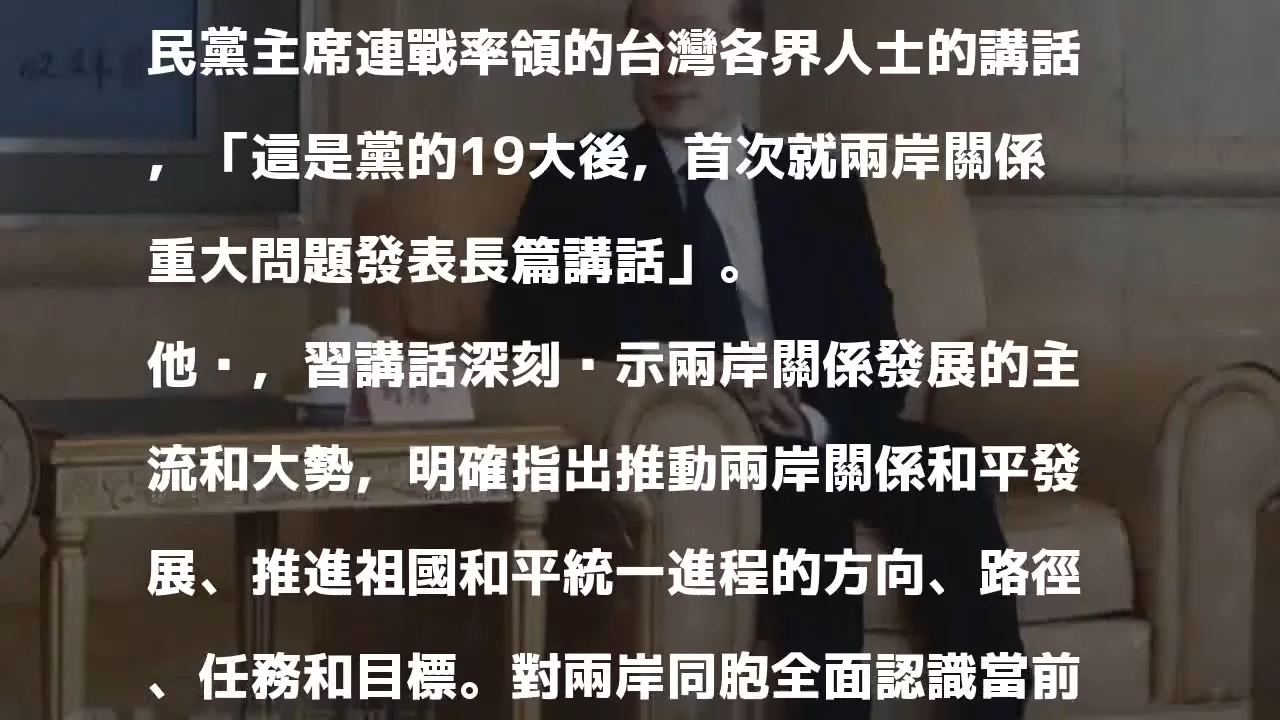 民黨主席連戰率領的台灣各界人士的講話
，「這是黨的19大後，首次就兩岸關係
重大問題發表長篇講話」。
他·，習講話深刻·示兩岸關係發展的主
流和大勢，明確指出推動兩岸關係和平發
展、推進祖國和平統一進程的方向、路徑
、任務和目標。對兩岸同胞全面認識當前